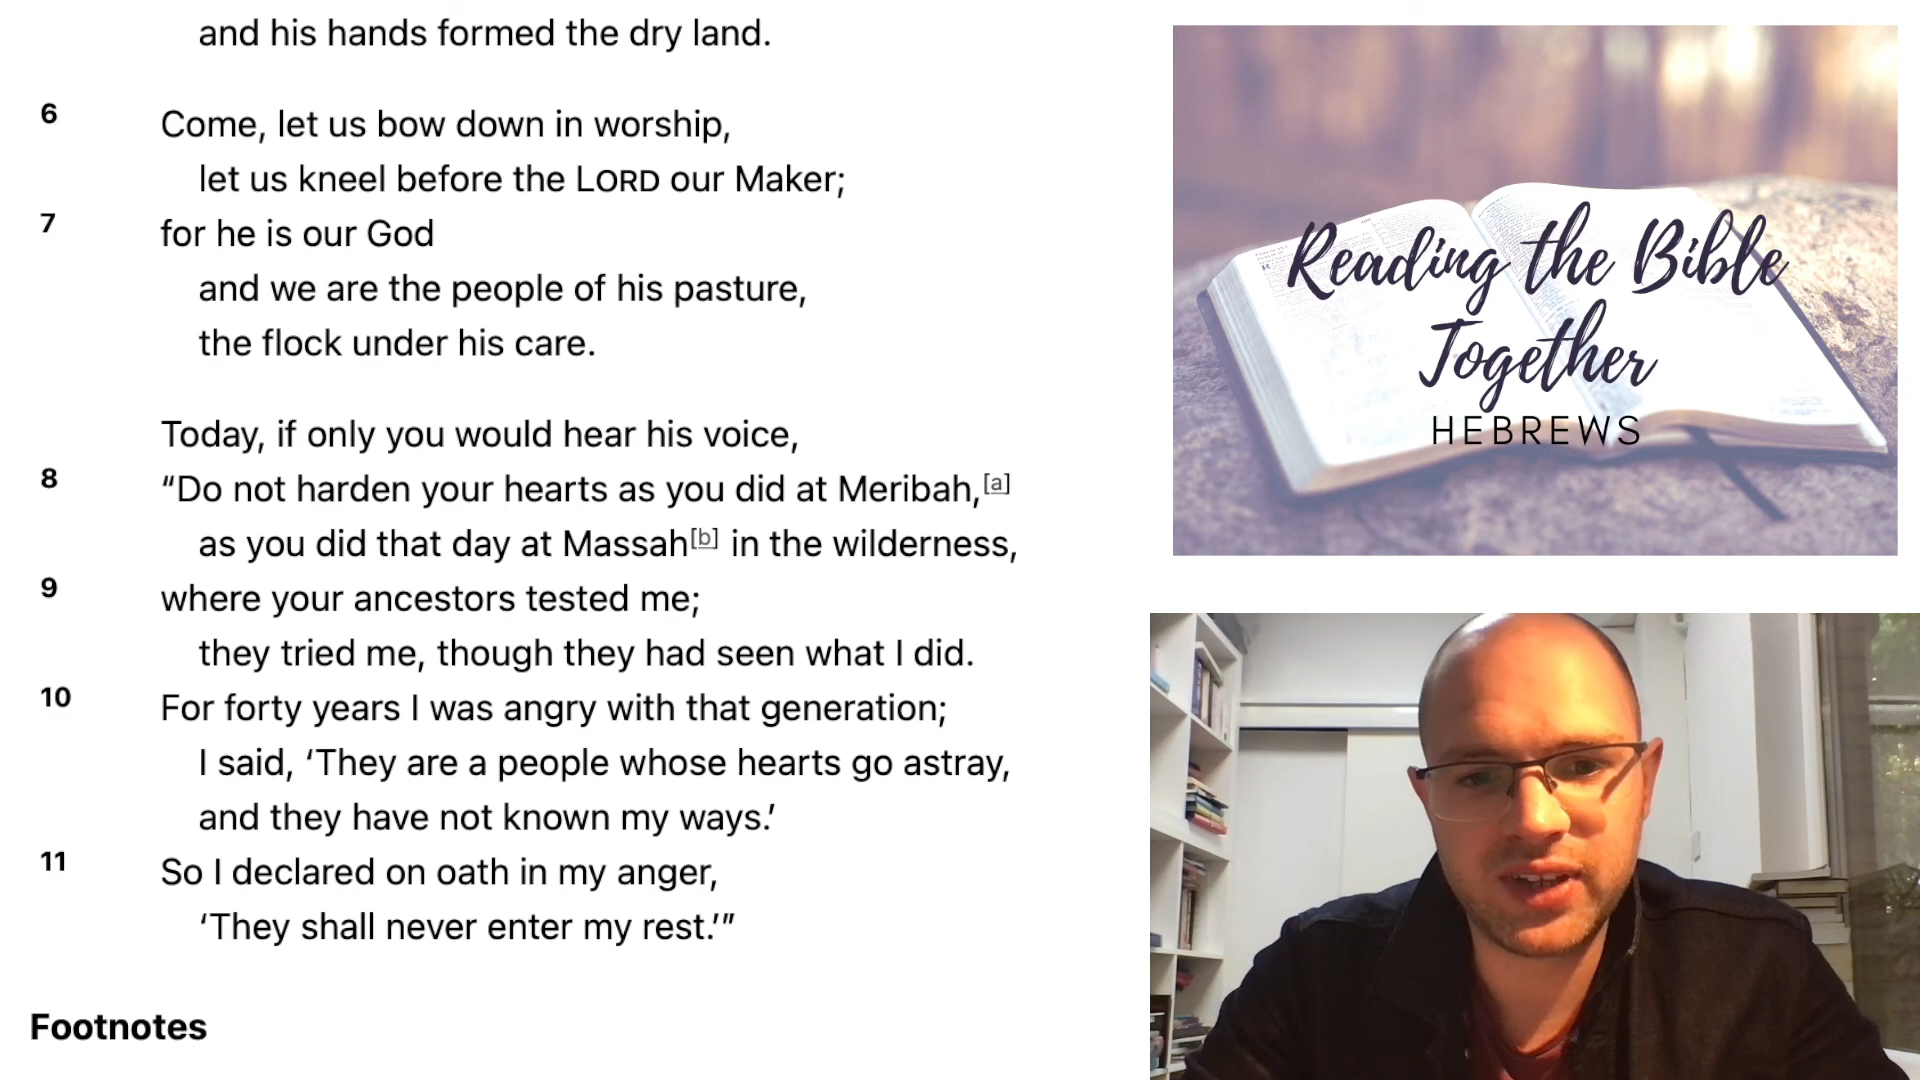 and his hands formed the dry land.
6 Come, let us bow down in worship,
let us kneel before the LORD our Maker;
7 for he is our God
and we are the people of his pasture,
the flock under his care.
Today, if only you would hear his voice,
8 “Do not harden your hearts as you did at Meribah,[a]
as you did that day at Massah[b] in the wilderness,
9 where your ancestors tested me;
they tried me, though they had seen what I did.
10 For forty years I was angry with that generation;
I said, ‘They are a people whose hearts go astray,
and they have not known my ways.’
11 So I declared on oath in my anger,
‘They shall never enter my rest.’”
Footnotes
Reading the Bible
Together
HEBREWS